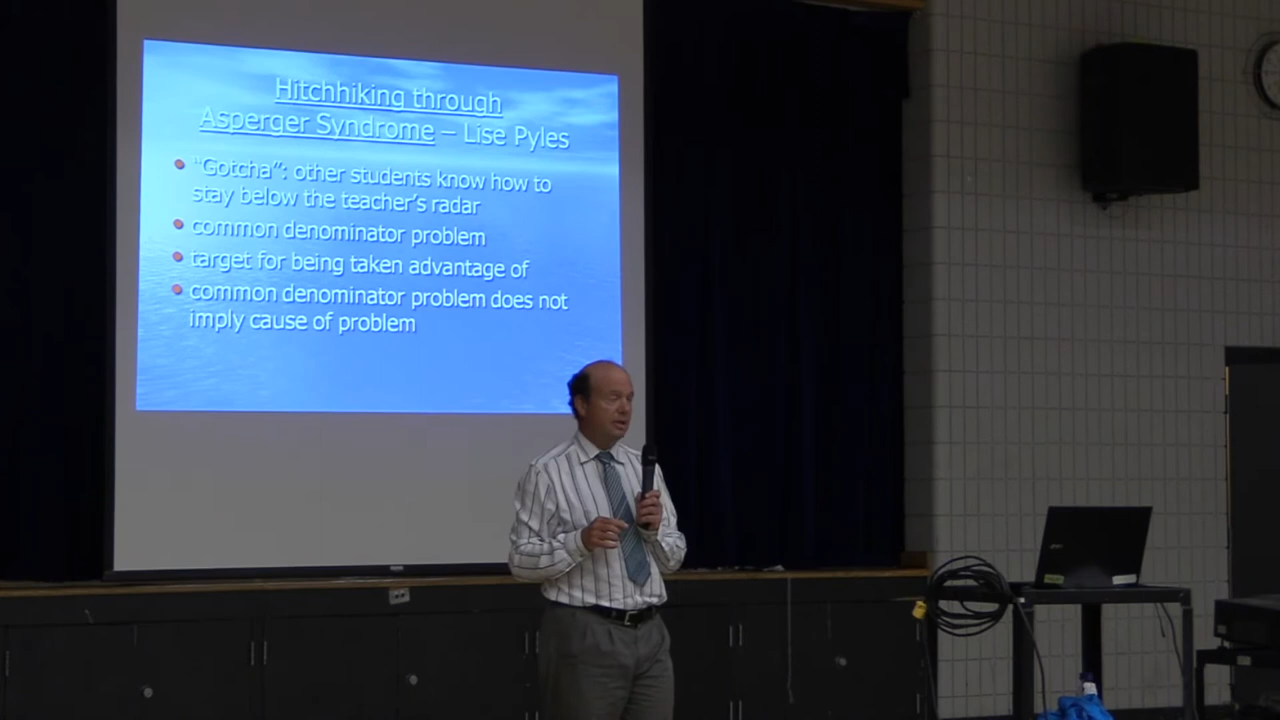 Hitchhiking through
Asperger Syndrome – Lise Pyles
"Gotcha": other students know how to
stay below the teacher's radar
common denominator problem
target for being taken advantage of
common denominator problem does not
imply cause of problem